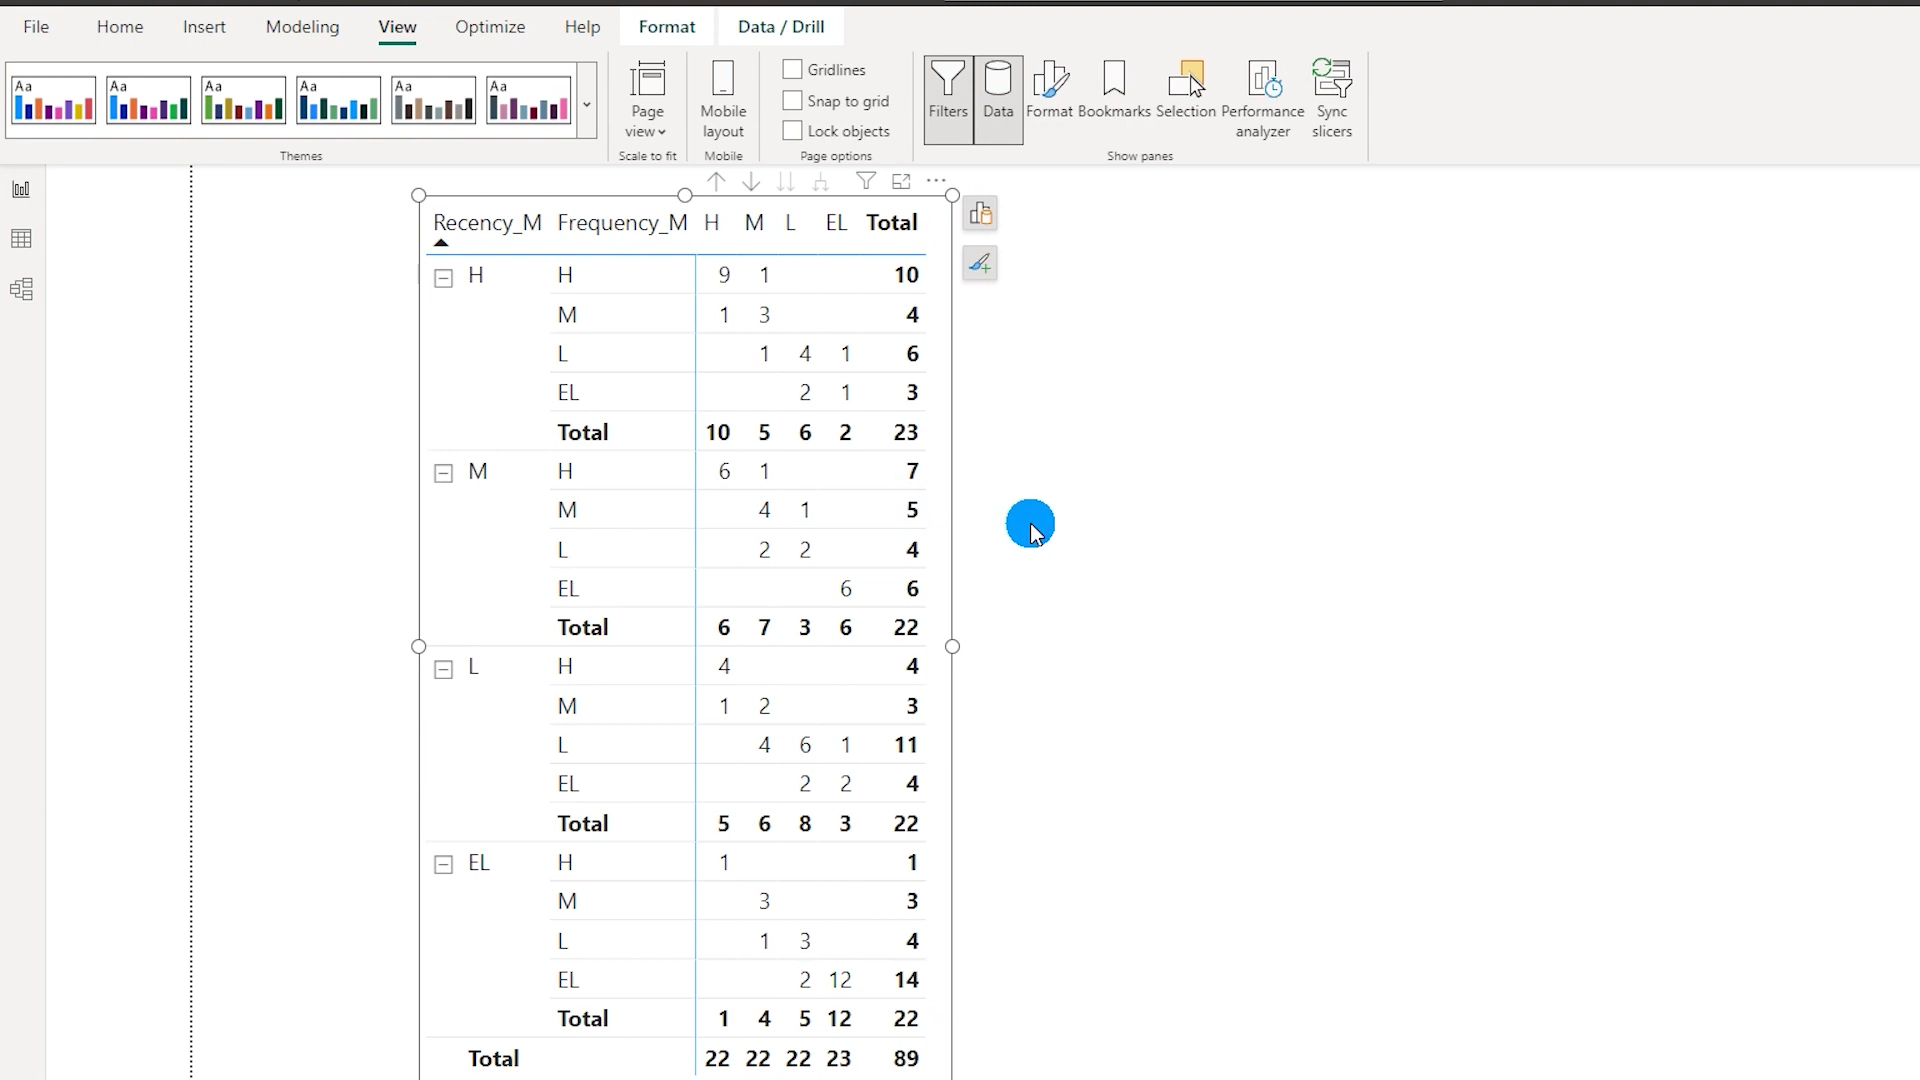 File Home Insert Modeling View Optimize Help Format Data / Drill
Aa Aa Aa Aa Aa Aa
Page view
Mobile layout
Gridlines
Snap to grid
Lock objects
Filters Data Format Bookmarks Selection Performance analyzer Sync slicers
Themes Scale to fit Mobile Page options Show panes
Recency_M Frequency_M H M L EL Total
H H 9 1 10
M 1 3 4
L 1 4 1 6
EL 2 1 3
Total 10 5 6 2 23
M H 6 1 7
M 4 1 5
L 2 2 4
EL 6 6
Total 6 7 3 6 22
L H 4 4
M 1 2 3
L 4 6 1 11
EL 2 2 4
Total 5 6 8 3 22
EL H 1 1
M 3 3
L 1 3 4
EL 2 12 14
Total 1 4 5 12 22
Total 22 22 22 23 89